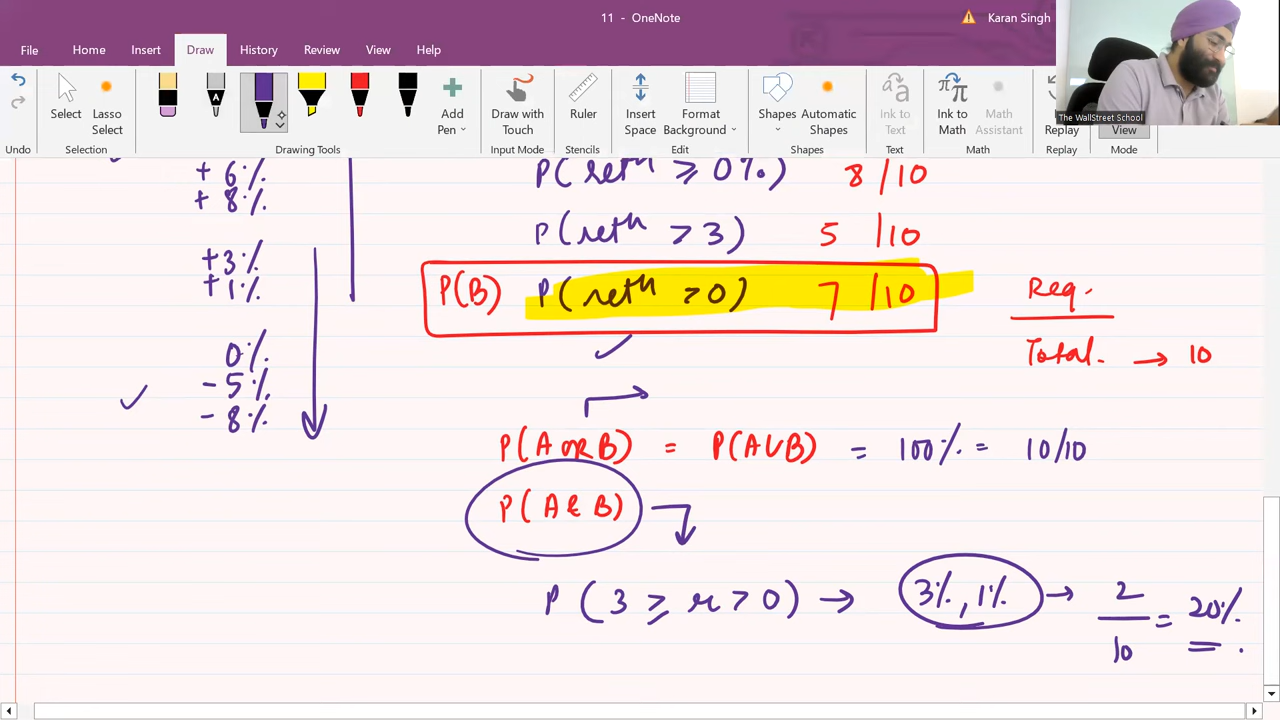 11 - OneNote
Karan Singh
File Home Insert Draw History Review View Help
Undo
Select
Lasso Select
Selection
Add Pen
Drawing Tools
Draw with Touch
Input Mode
Ruler
Stencils
Insert Space
Format Background
Edit
Shapes
Automatic Shapes
Shapes
Ink to Text
Text
Ink to Math
Math Assistant
Math
Replay
View
Mode
The WallStreet School
+ 6%
+ 8%
+3%
+1%
0%
- 5%
- 8%
P(retn ≥ 0%) 8/10
P(retn > 3) 5/10
P(B) P(retn > 0) 7/10
Req.
Total. → 10
P(A OR B) = P(A∪B) = 100% = 10/10
P(A & B)
P (3 ≥ r > 0) → 3%, 1% → 2/10 = 20%